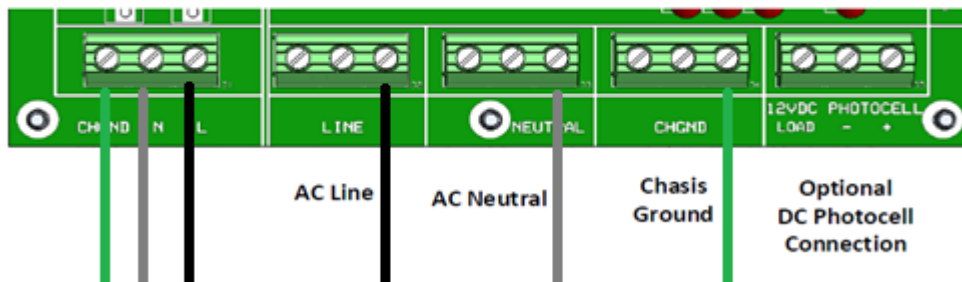 CHGND N L
LINE
NEUTRAL
CHGND
12VDC PHOTOCELL
LOAD - +
AC Line
AC Neutral
Chasis
Ground
Optional
DC Photocell
Connection